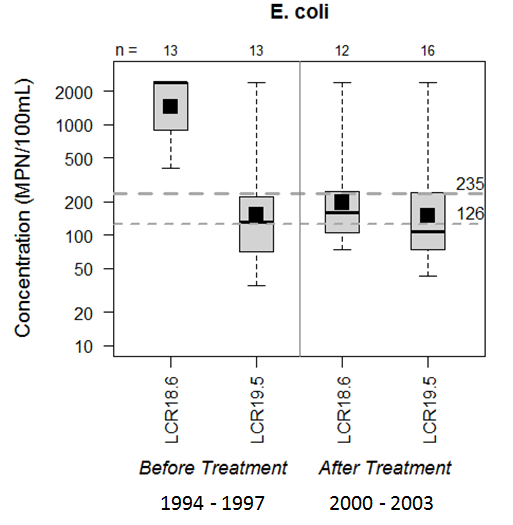 E. coli
n = 13 13 12 16
Concentration (MPN/100mL)
2000
1000
500
200
100
50
20
10
235
126
LCR18.6 LCR19.5 LCR18.6 LCR19.5
Before Treatment After Treatment
1994 - 1997 2000 - 2003